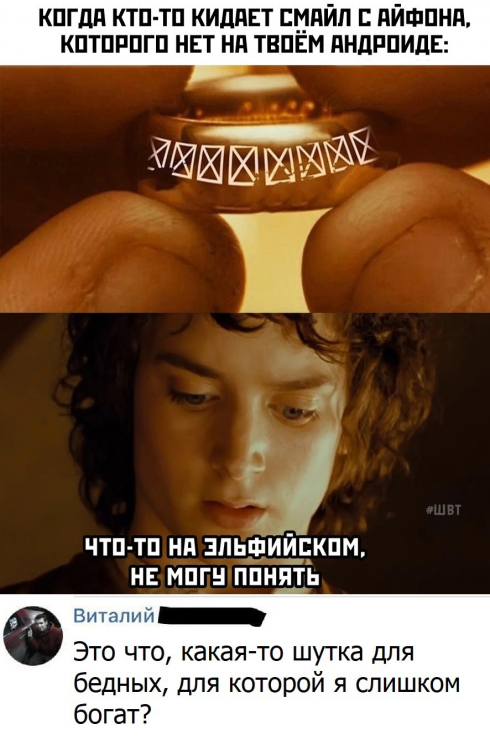 КОГДА КТО-ТО КИДАЕТ СМАЙЛ С АЙФОНА,
КОТОРОГО НЕТ НА ТВОЁМ АНДРОИДЕ:
#ШВТ
ЧТО-ТО НА ЭЛЬФИЙСКОМ,
НЕ МОГУ ПОНЯТЬ
Виталий
Это что, какая-то шутка для
бедных, для которой я слишком
богат?